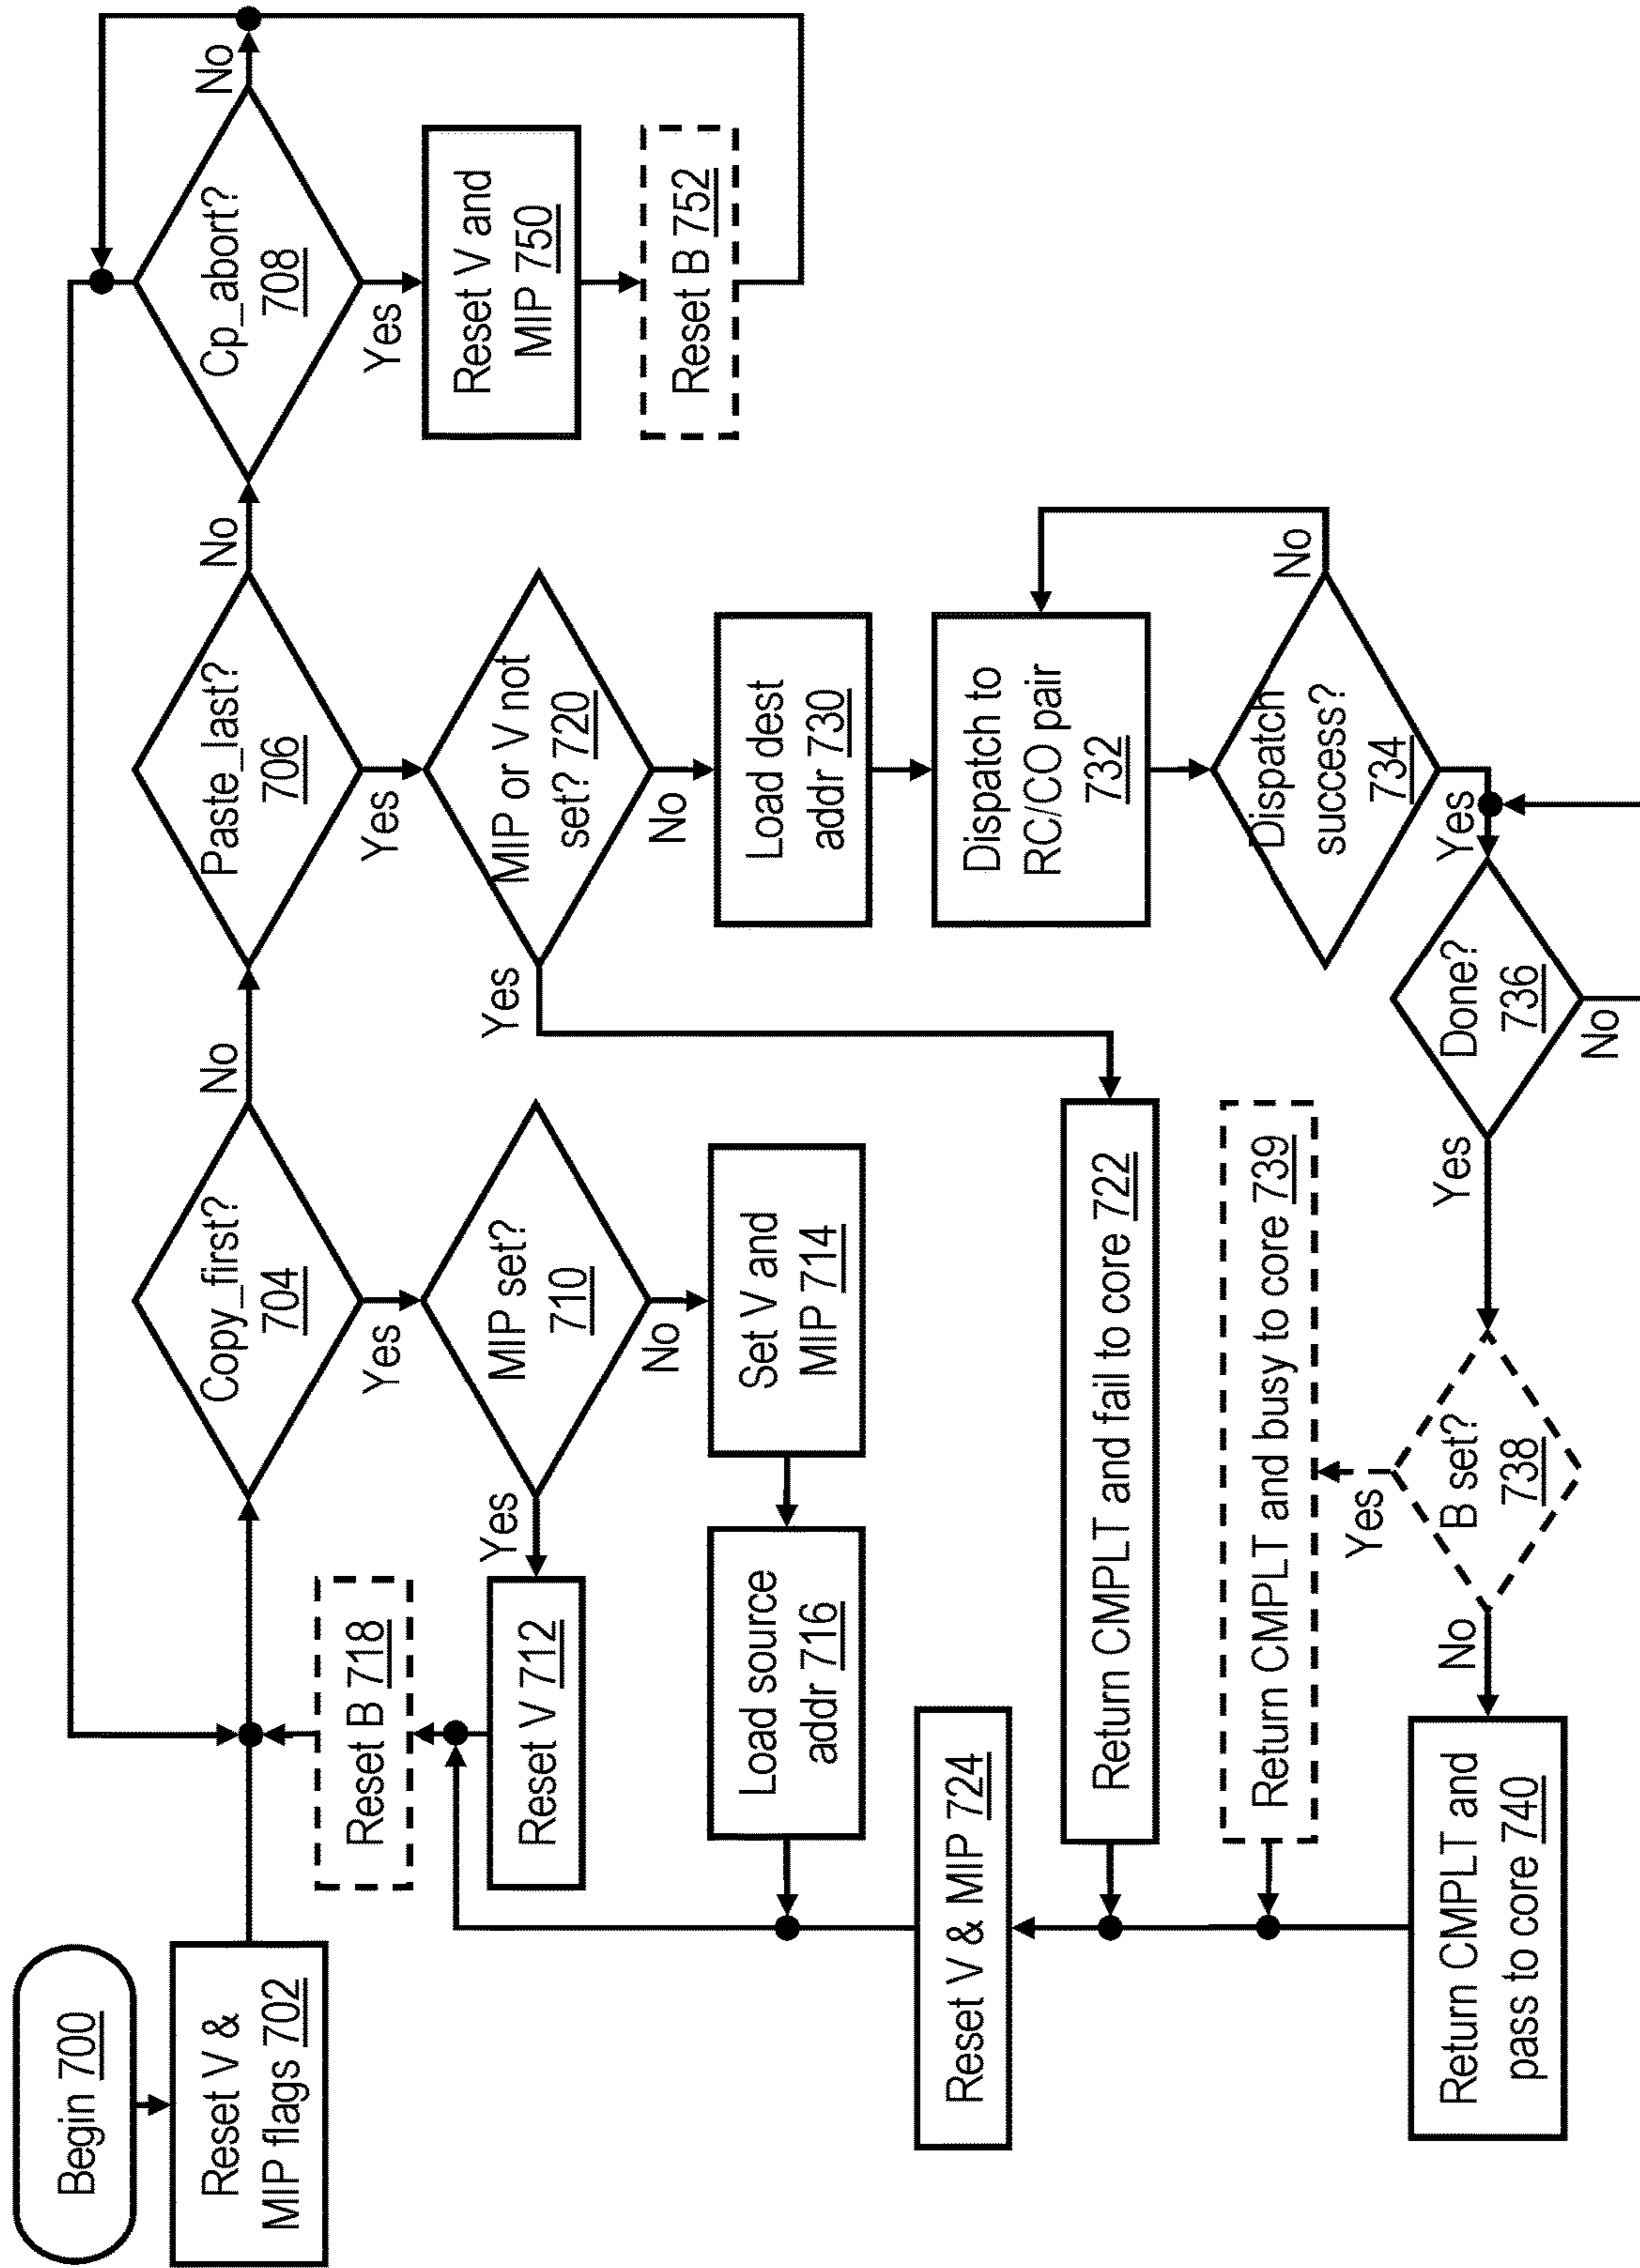 Begin 700
Reset V &
MIP flags 702
Copy_first?
704
No
Paste_last?
706
No
Cp_abort?
708
No
Yes
Yes
Yes
Reset B 718
Reset V 712
Yes
MIP set?
710
No
Set V and
MIP 714
Load source
addr 716
MIP or V not
set? 720
Yes
No
Reset V and
MIP 750
Reset B 752
Load dest
addr 730
Dispatch to
RC/CO pair
732
Dispatch
success?
734
No
Yes
Reset V & MIP 724
Return CMPLT and fail to core 722
Return CMPLT and busy to core 739
Done?
736
No
Yes
B set?
738
Yes
No
Return CMPLT and
pass to core 740